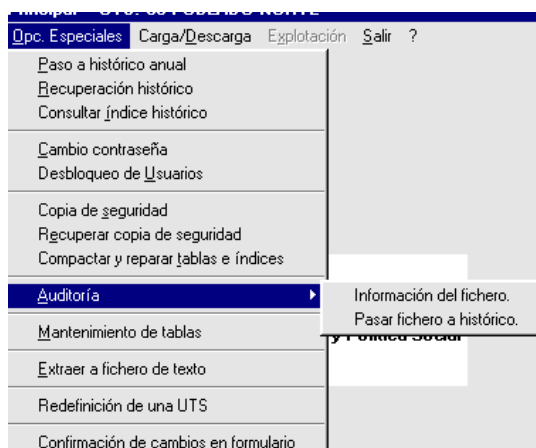 Opc. Especiales Carga/Descarga Explotación Salir ?
Paso a histórico anual
Recuperación histórico
Consultar índice histórico
Cambio contraseña
Desbloqueo de Usuarios
Copia de seguridad
Recuperar copia de seguridad
Compactar y reparar tablas e índices
Auditoría
Información del fichero.
Pasar fichero a histórico.
Mantenimiento de tablas
y Política Social
Extraer a fichero de texto
Redefinición de una UTS
Confirmación de cambios en formulario